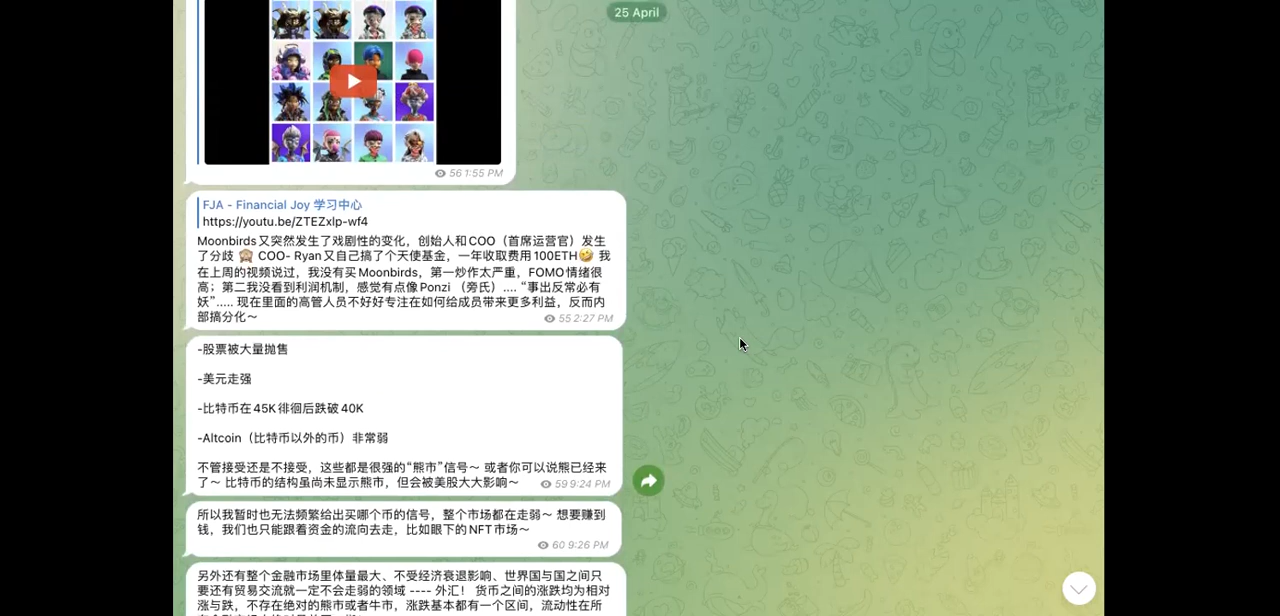 25 April
56 1:55 PM
FJA - Financial Joy 学习中心
https://youtu.be/ZTEZxlp-wf4
Moonbirds又突然发生了戏剧性的变化，创始人和COO（首席运营官）发生
了分歧 🙈 COO- Ryan又自己搞了个天使基金，一年收取费用100ETH🤣 我
在上周的视频说过，我没有买Moonbirds，第一炒作太严重，FOMO情绪很
高；第二我没看到利润机制，感觉有点像Ponzi （旁氏）.... “事出反常必有
妖”..... 现在里面的高管人员不好好专注在如何给成员带来更多利益，反而内
部搞分化～
55 2:27 PM
-股票被大量抛售
-美元走强
-比特币在45K徘徊后跌破40K
-Altcoin（比特币以外的币）非常弱
不管接受还是不接受，这些都是很强的“熊市”信号～ 或者你可以说熊已经来
了～ 比特币的结构虽尚未显示熊市，但会被美股大大影响～
59 9:24 PM
所以我暂时也无法频繁给出买哪个币的信号，整个市场都在走弱～ 想要赚到
钱，我们也只能跟着资金的流向去走，比如眼下的NFT市场～
60 9:26 PM
另外还有整个金融市场里体量最大、不受经济衰退影响、世界国与国之间只
要还有贸易交流就一定不会走弱的领域 ---- 外汇！ 货币之间的涨跌均为相对
涨与跌，不存在绝对的熊市或者牛市，涨跌基本都有一个区间，流动性在所